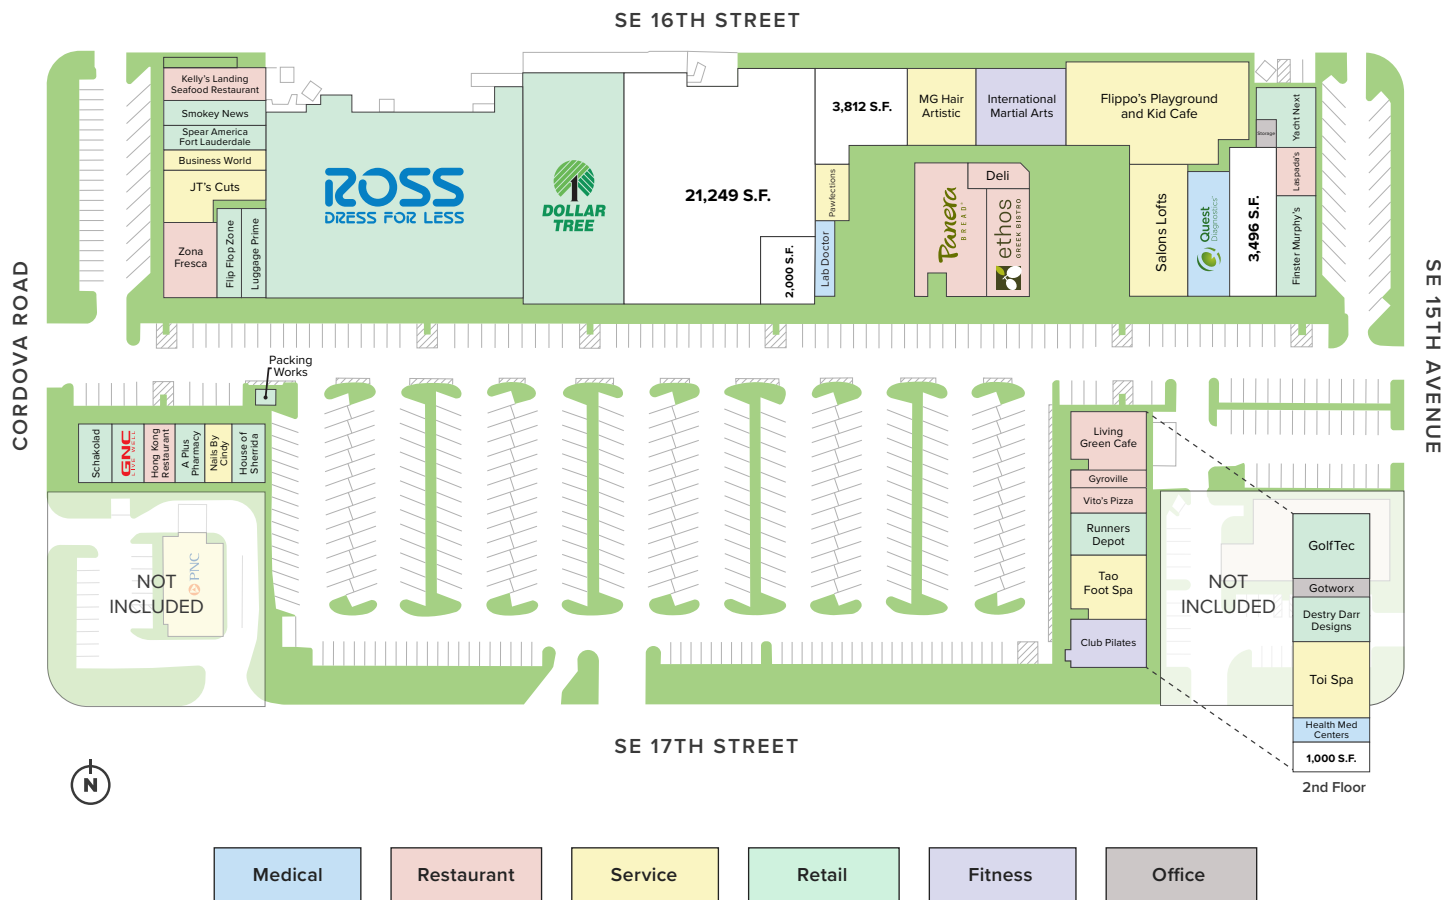 SE 16TH STREET
Kelly's Landing
Seafood Restaurant
Smokey News
Spear America
Fort Lauderdale
Business World
JT's Cuts
Zona
Fresca
Flip Flop Zone
Luggage Prime
ROSS
DRESS FOR LESS
DOLLAR
TREE
21,249 S.F.
2,000 S.F.
3,812 S.F.
Pawfections
Lab Doctor
MG Hair
Artistic
International
Martial Arts
Flippo's Playground
and Kid Cafe
Panera
BREAD
Deli
ethos
GREEK BISTRO
Salons Lofts
Quest
Diagnostics
3,496 S.F.
Storage
Yacht Next
Laspada's
Finster Murphy's
CORDOVA ROAD
SE 15TH AVENUE
Packing
Works
Schakolad
GNC
LIVE WELL
Hong Kong
Restaurant
A Plus
Pharmacy
Nails By
Cindy
House of
Sherrida
PNC
NOT
INCLUDED
Living
Green Cafe
Gyroville
Vito's Pizza
Runners
Depot
Tao
Foot Spa
Club Pilates
NOT
INCLUDED
GolfTec
Gotworx
Destry Darr
Designs
Toi Spa
Health Med
Centers
1,000 S.F.
2nd Floor
SE 17TH STREET
N
Medical
Restaurant
Service
Retail
Fitness
Office